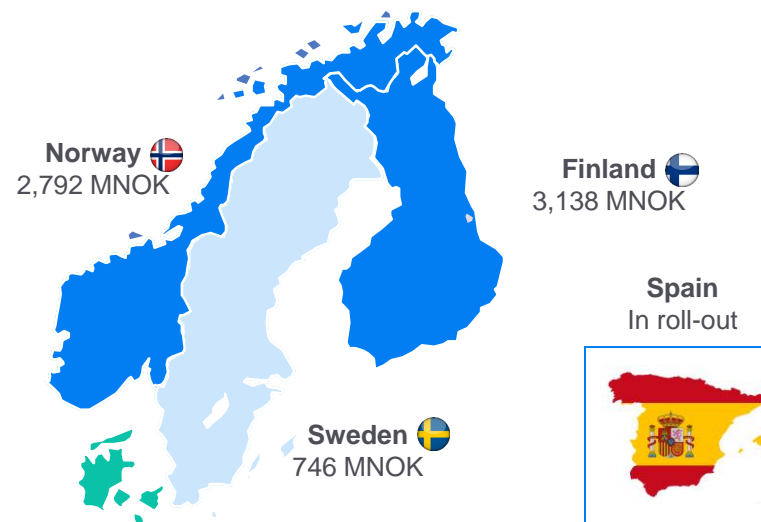 Norway
2,792 MNOK
Finland
3,138 MNOK
Spain
In roll-out
Sweden
746 MNOK